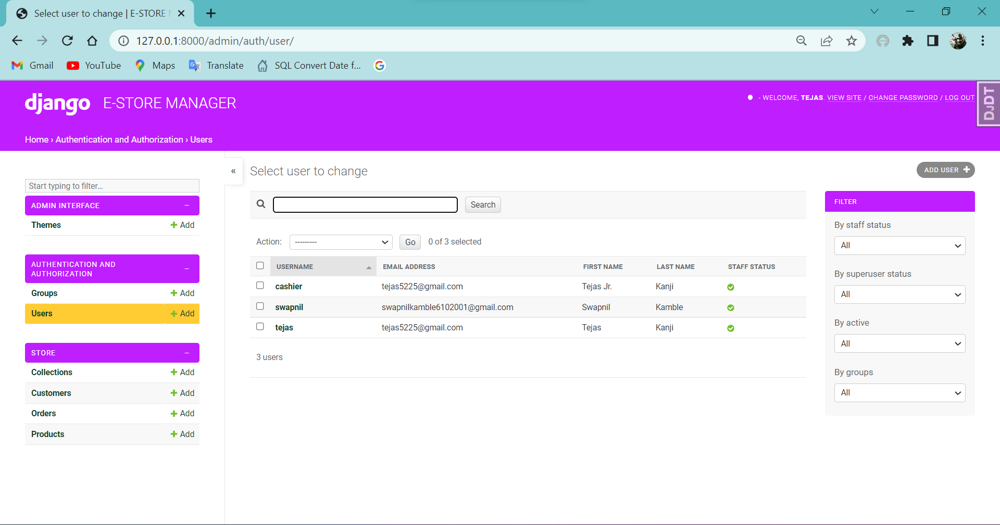 Select user to change | E-STORE
127.0.0.1:8000/admin/auth/user/
Gmail YouTube Maps Translate SQL Convert Date f...
django E-STORE MANAGER
- WELCOME, TEJAS. VIEW SITE / CHANGE PASSWORD / LOG OUT
DJDT
Home › Authentication and Authorization › Users
«
Start typing to filter...
ADMIN INTERFACE −
Themes + Add
AUTHENTICATION AND
AUTHORIZATION −
Groups + Add
Users + Add
STORE −
Collections + Add
Customers + Add
Orders + Add
Products + Add
Select user to change
ADD USER +
Search
Action: --------- Go 0 of 3 selected
USERNAME EMAIL ADDRESS FIRST NAME LAST NAME STAFF STATUS
cashier tejas5225@gmail.com Tejas Jr. Kanji
swapnil swapnilkamble6102001@gmail.com Swapnil Kamble
tejas tejas5225@gmail.com Tejas Kanji
3 users
FILTER
By staff status
All
By superuser status
All
By active
All
By groups
All